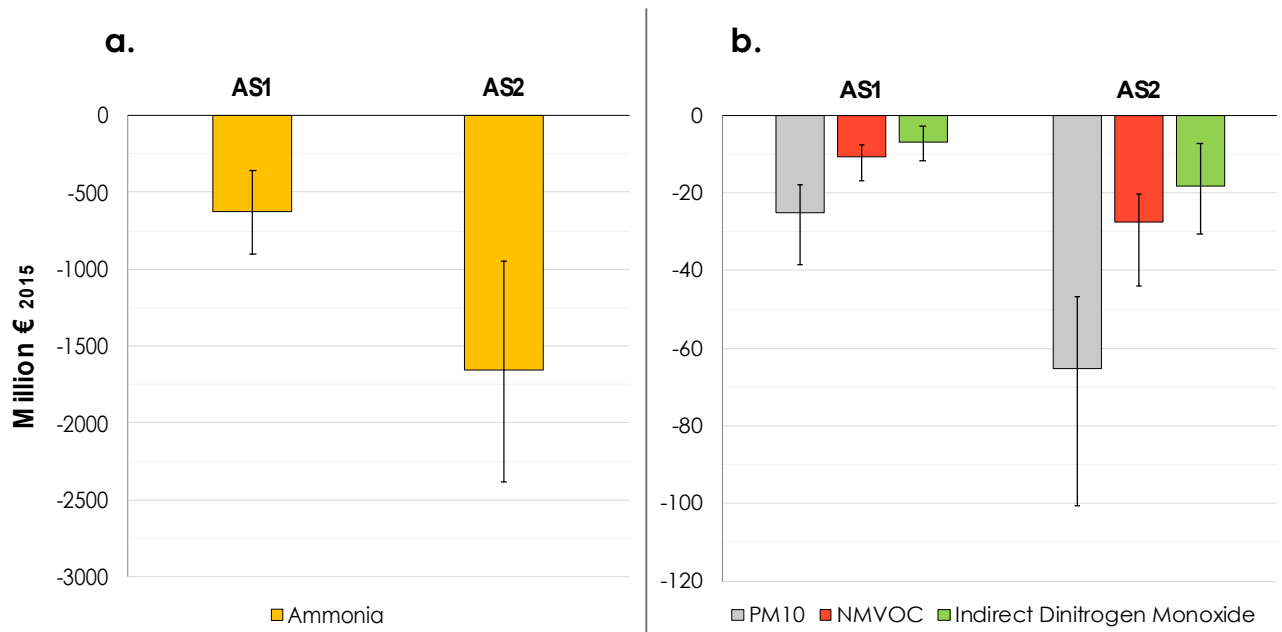 a.
AS1 AS2
0
-500
-1000
-1500
-2000
-2500
-3000
Million € 2015
Ammonia
b.
AS1 AS2
0
-20
-40
-60
-80
-100
-120
PM10 NMVOC Indirect Dinitrogen Monoxide